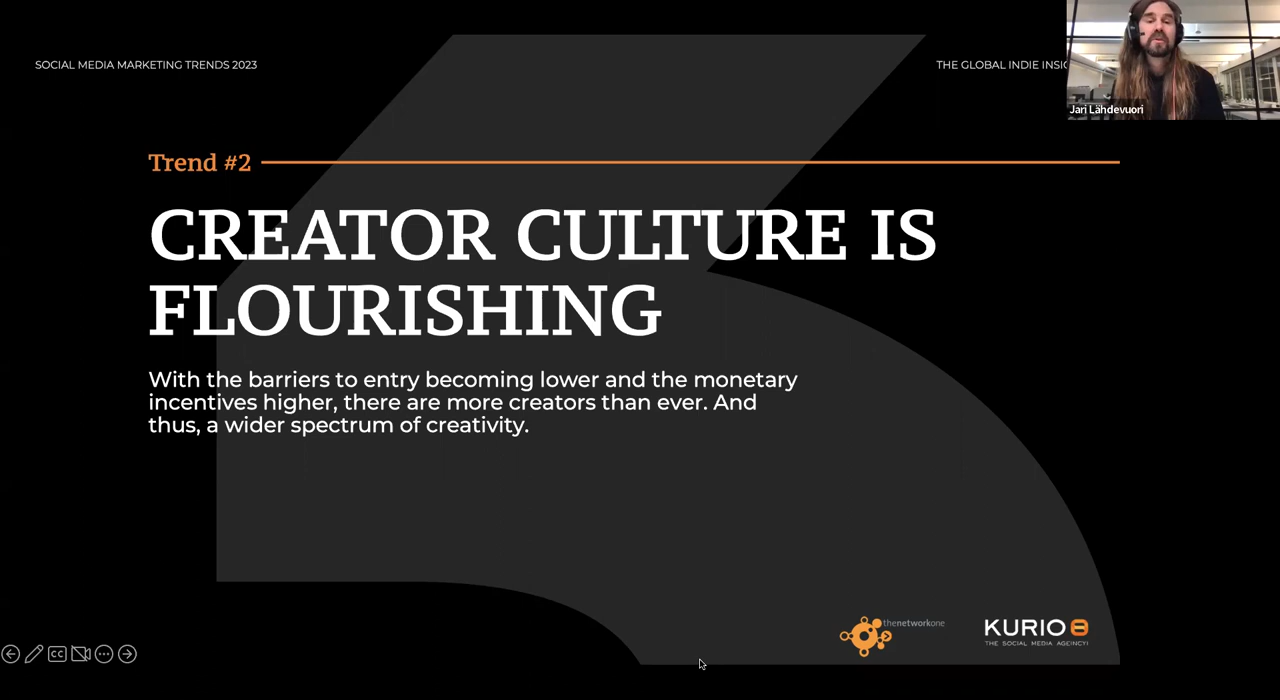 SOCIAL MEDIA MARKETING TRENDS 2023
THE GLOBAL INDIE
Jari Lähdevuori
Trend #2
CREATOR CULTURE IS
FLOURISHING
With the barriers to entry becoming lower and the monetary
incentives higher, there are more creators than ever. And
thus, a wider spectrum of creativity.
thenetworkone
KURIO
THE SOCIAL MEDIA AGENCY!
CC